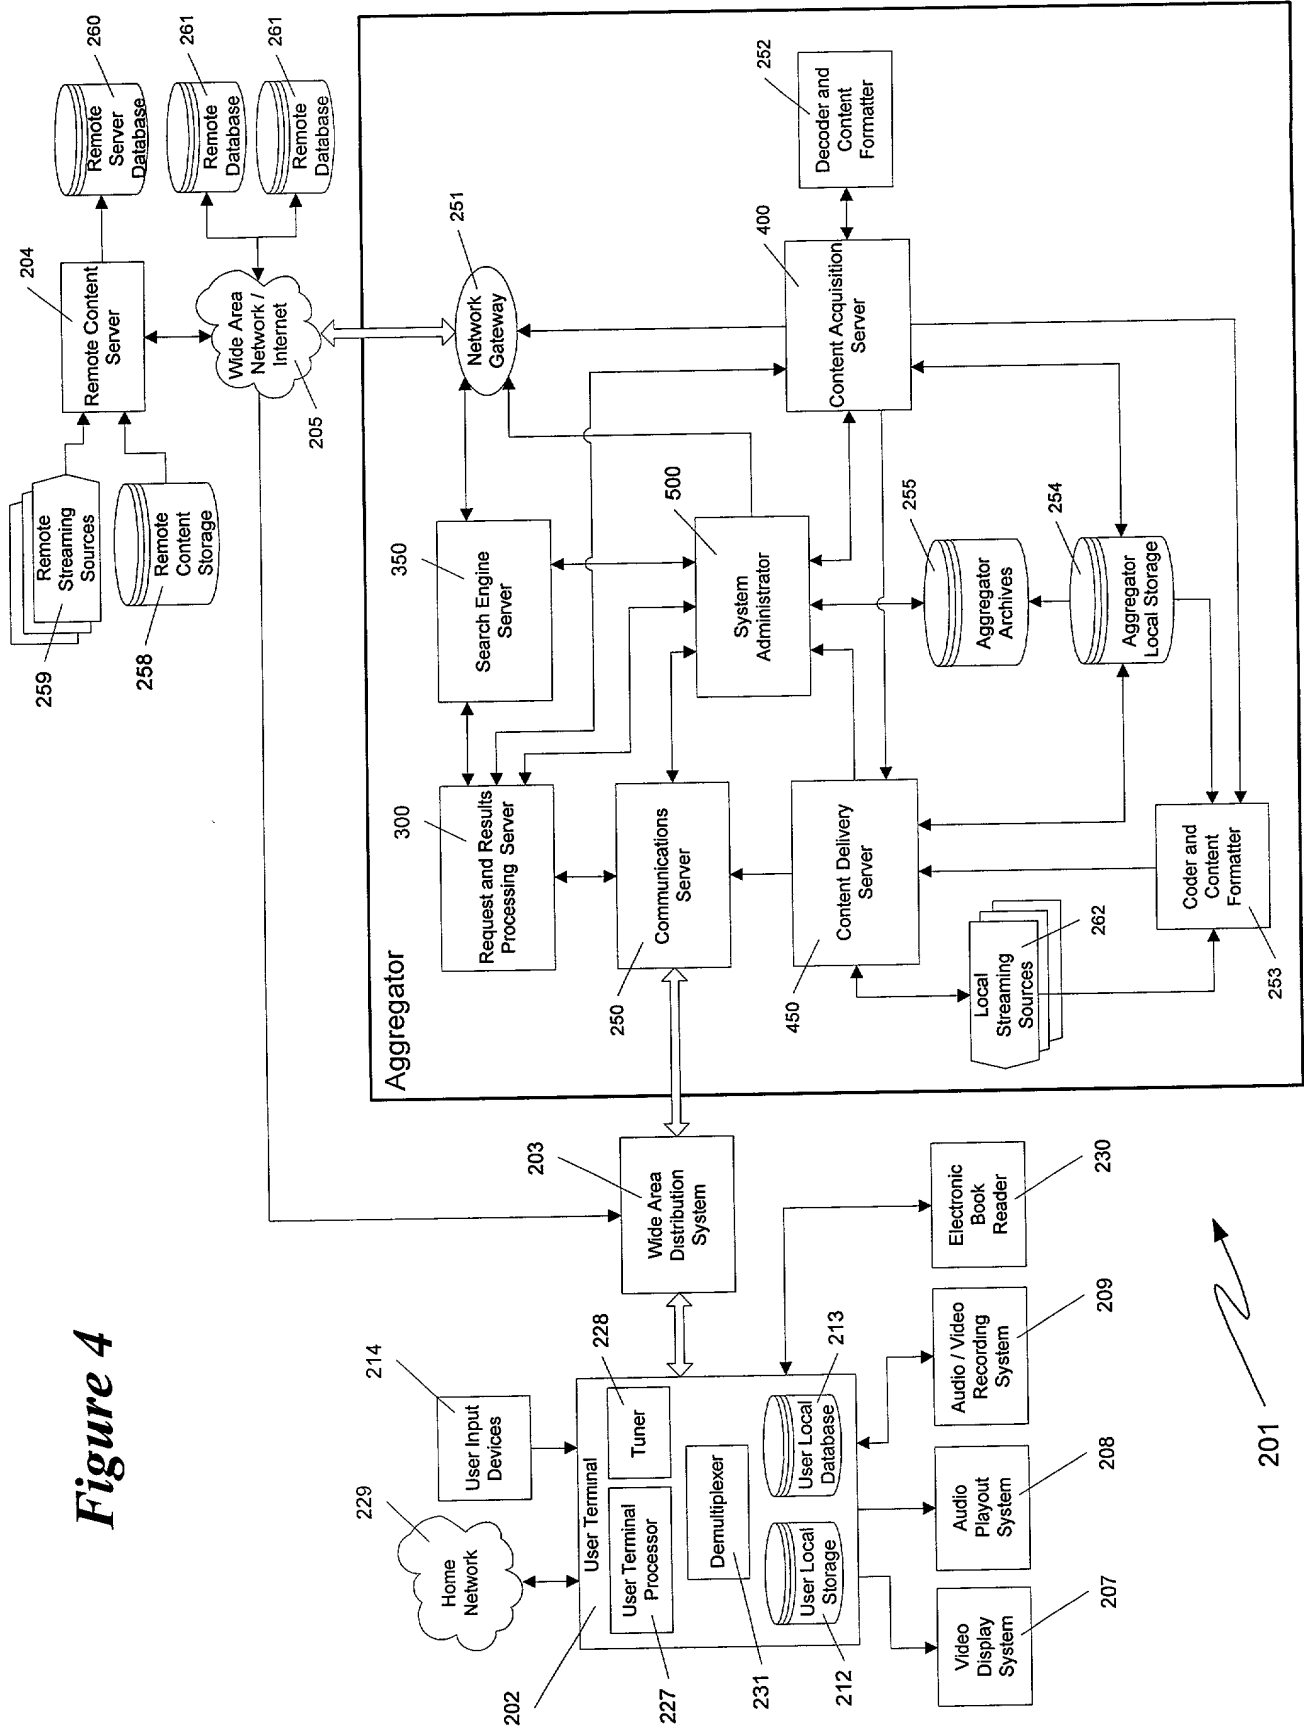 Figure 4
229
Home
Network
214
User Input
Devices
202
User Terminal
User Terminal
Processor
227
Tuner
228
Demultiplexer
231
User Local
Storage
212
User Local
Database
213
Video
Display
System
207
Audio
Playout
System
208
Audio / Video
Recording
System
209
Electronic
Book
Reader
230
201
203
Wide Area
Distribution
System
259
Remote
Streaming
Sources
258
Remote
Content
Storage
204
Remote Content
Server
260
Remote
Server
Database
261
Remote
Database
261
Remote
Database
Wide Area
Network /
Internet
205
Aggregator
300
Request and Results
Processing Server
350
Search Engine
Server
251
Network
Gateway
250
Communications
Server
500
System
Administrator
400
Content Acquisition
Server
252
Decoder and
Content
Formatter
450
Content Delivery
Server
255
Aggregator
Archives
254
Aggregator
Local Storage
262
Local
Streaming
Sources
Coder and
Content
Formatter
253